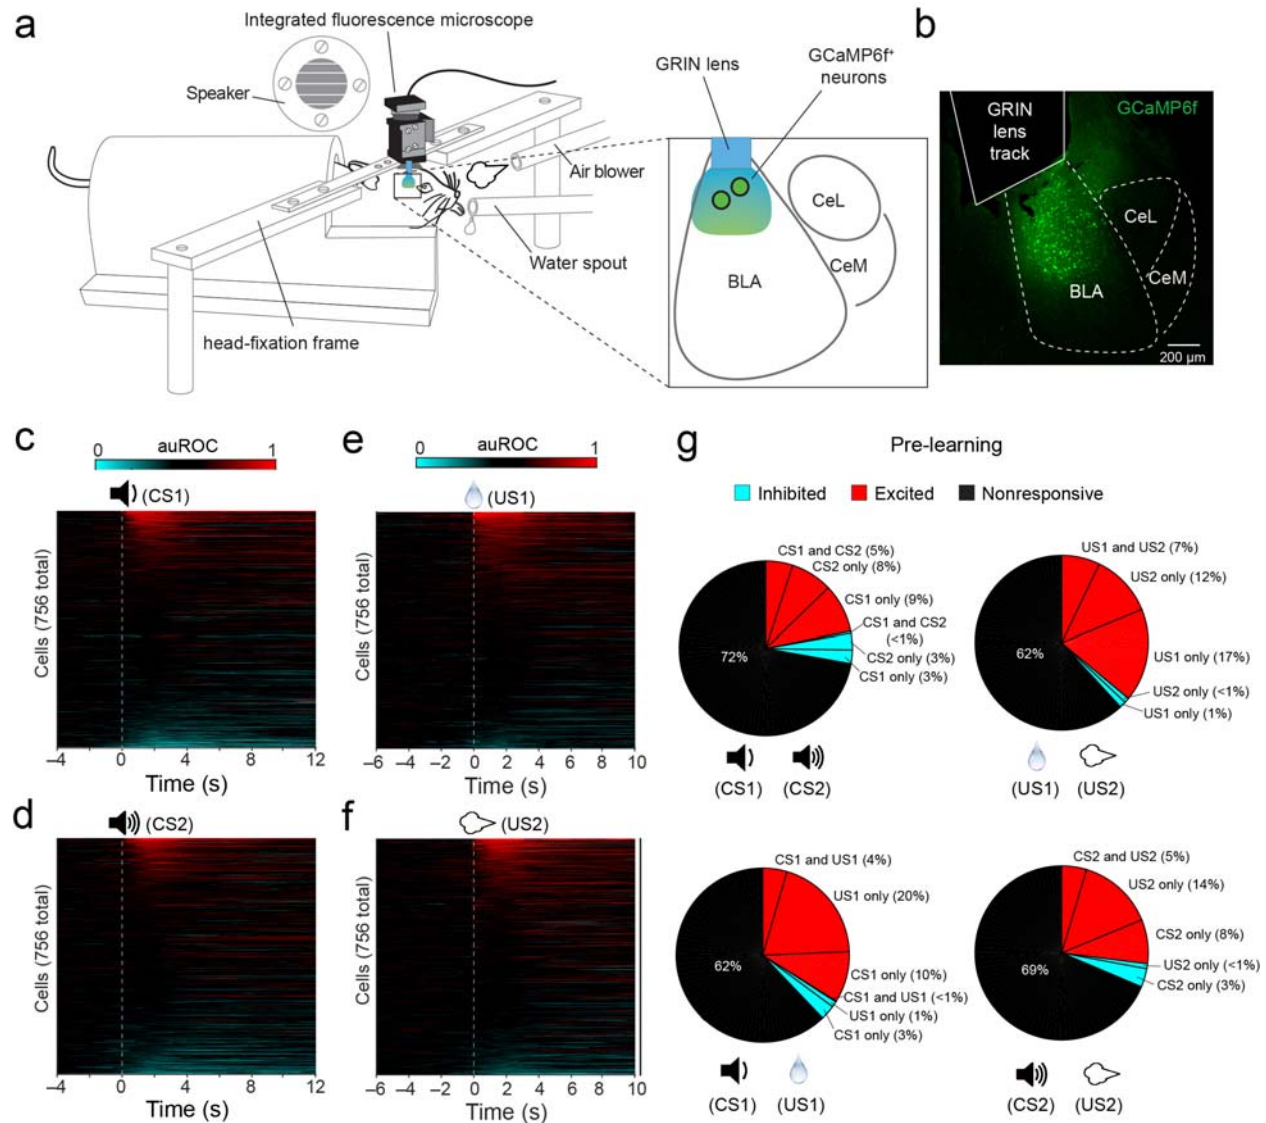 a
Integrated fluorescence microscope
Speaker
Air blower
Water spout
head-fixation frame
GRIN lens
GCaMP6f+
neurons
CeL
CeM
BLA
b
GRIN
lens
track
GCaMP6f
CeL
CeM
BLA
200 µm
c
0 auROC 1
(CS1)
Cells (756 total)
−4 0 4 8 12
Time (s)
d
(CS2)
Cells (756 total)
−4 0 4 8 12
Time (s)
e
0 auROC 1
(US1)
Cells (756 total)
−6 −4 −2 0 2 4 6 8 10
Time (s)
f
(US2)
Cells (756 total)
−6 −4 −2 0 2 4 6 8 10
Time (s)
g
Pre-learning
Inhibited Excited Nonresponsive
CS1 and CS2 (5%)
CS2 only (8%)
CS1 only (9%)
CS1 and CS2
(<1%)
CS2 only (3%)
CS1 only (3%)
72%
(CS1) (CS2)
US1 and US2 (7%)
US2 only (12%)
US1 only (17%)
US2 only (<1%)
US1 only (1%)
62%
(US1) (US2)
CS1 and US1 (4%)
US1 only (20%)
CS1 only (10%)
CS1 and US1 (<1%)
US1 only (1%)
CS1 only (3%)
62%
(CS1) (US1)
CS2 and US2 (5%)
US2 only (14%)
CS2 only (8%)
US2 only (<1%)
CS2 only (3%)
69%
(CS2) (US2)